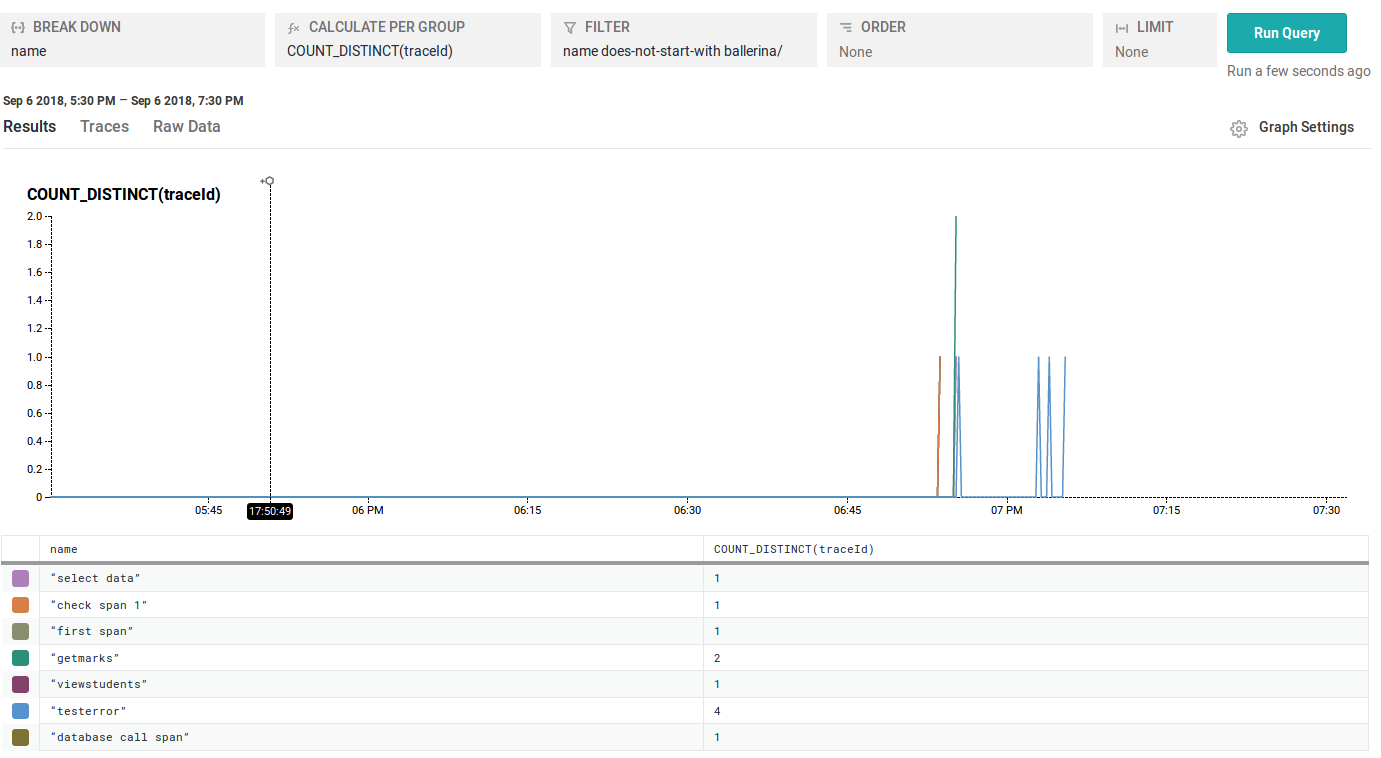 BREAK DOWN
name
CALCULATE PER GROUP
COUNT_DISTINCT(traceId)
FILTER
name does-not-start-with ballerina/
ORDER
None
LIMIT
None
Run Query
Run a few seconds ago
Sep 6 2018, 5:30 PM – Sep 6 2018, 7:30 PM
Results Traces Raw Data
Graph Settings
COUNT_DISTINCT(traceId)
2.0
1.8
1.6
1.4
1.2
1.0
0.8
0.6
0.4
0.2
0
05:45 17:50:49 06 PM 06:15 06:30 06:45 07 PM 07:15 07:30
name COUNT_DISTINCT(traceId)
“select data” 1
“check span 1” 1
“first span” 1
“getmarks” 2
“viewstudents” 1
“testerror” 4
“database call span” 1